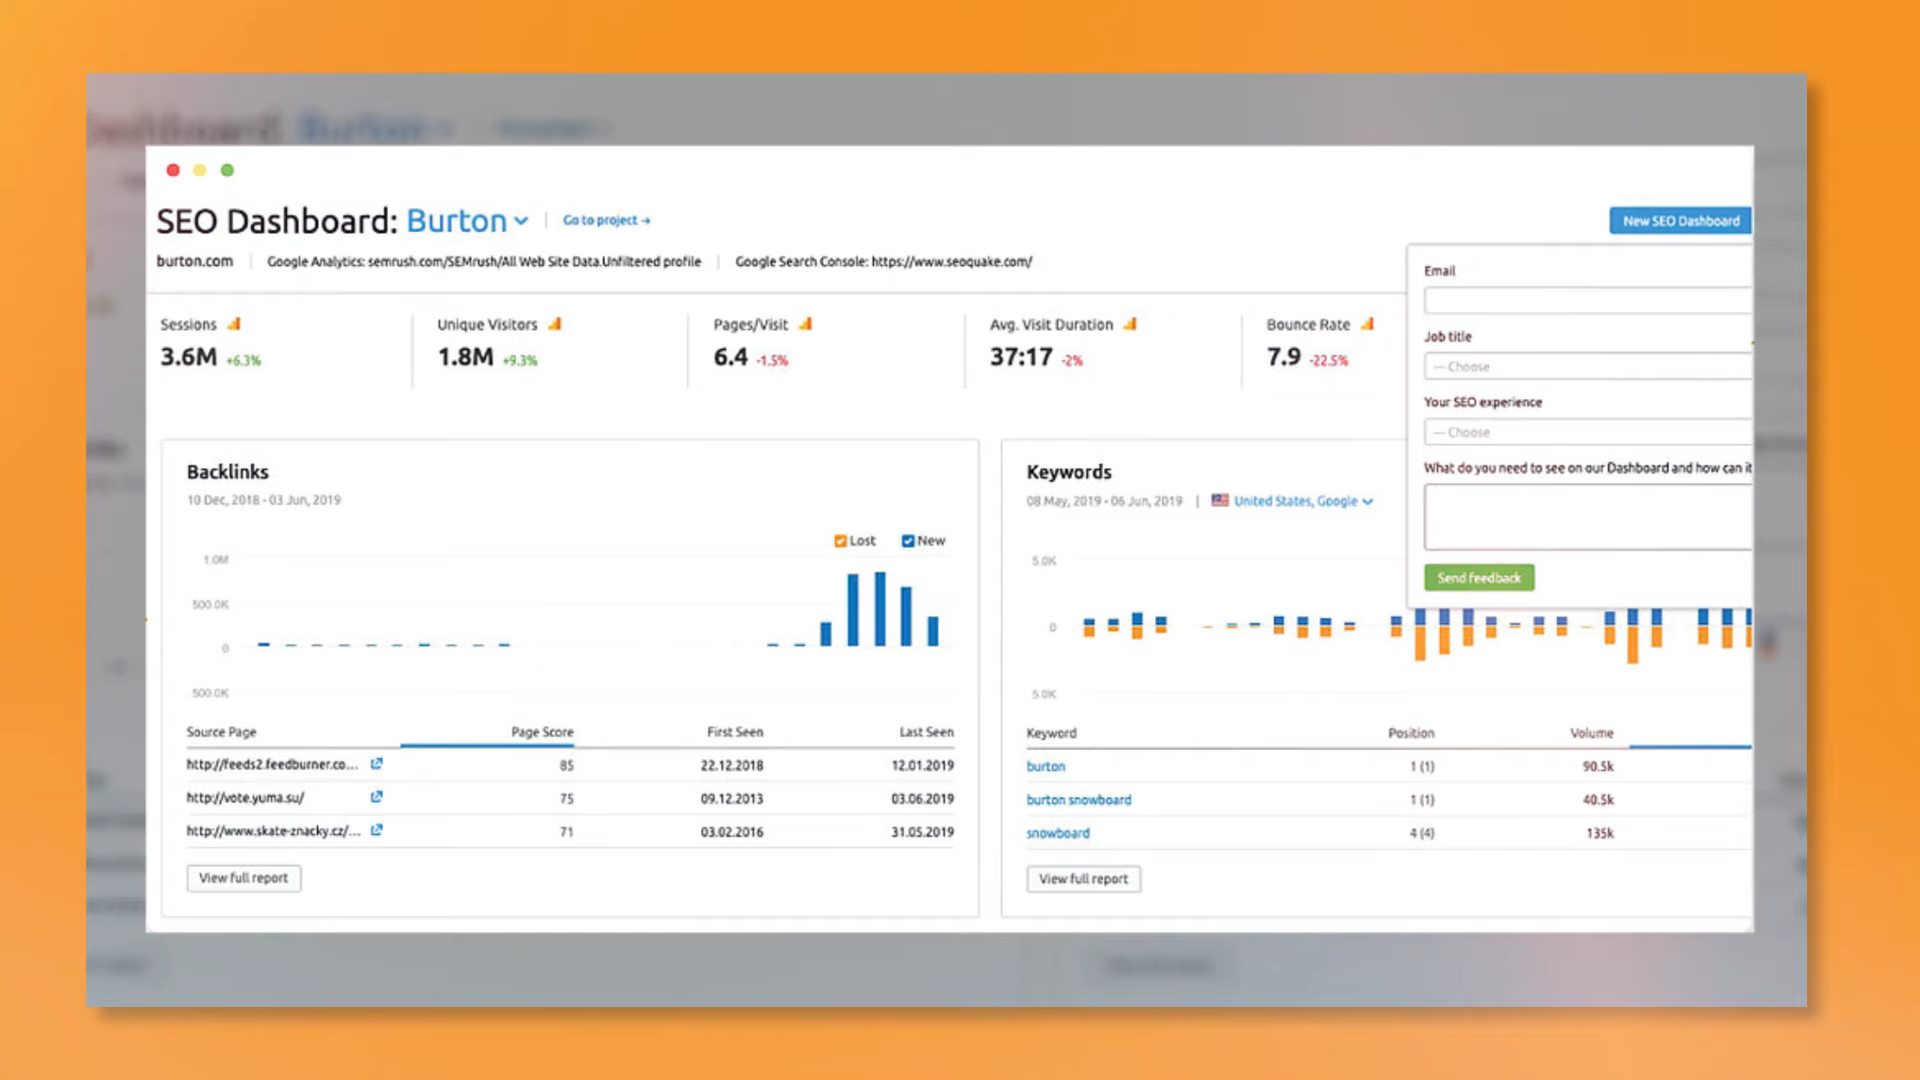 SEO Dashboard: Burton
Go to project →
New SEO Dashboard
burton.com
Google Analytics: semrush.com/SEMrush/All Web Site Data.Unfiltered profile
Google Search Console: https://www.seoquake.com/
Sessions
3.6M +6.3%
Unique Visitors
1.8M +9.3%
Pages/Visit
6.4 -1.5%
Avg. Visit Duration
37:17 -2%
Bounce Rate
7.9 -22.5%
Email
Job title
--- Choose
Your SEO experience
--- Choose
What do you need to see on our Dashboard and how can it
Send feedback
Backlinks
10 Dec, 2018 - 03 Jun, 2019
Lost New
1.0M
500.0K
0
500.0K
Source Page Page Score First Seen Last Seen
http://feeds2.feedburner.co... 85 22.12.2018 12.01.2019
http://vote.yuma.su/ 75 09.12.2013 03.06.2019
http://www.skate-znacky.cz/... 71 03.02.2016 31.05.2019
View full report
Keywords
08 May, 2019 - 06 Jun, 2019 | United States, Google
5.0K
0
5.0K
Keyword Position Volume
burton 1 (1) 90.5k
burton snowboard 1 (1) 40.5k
snowboard 4 (4) 135k
View full report